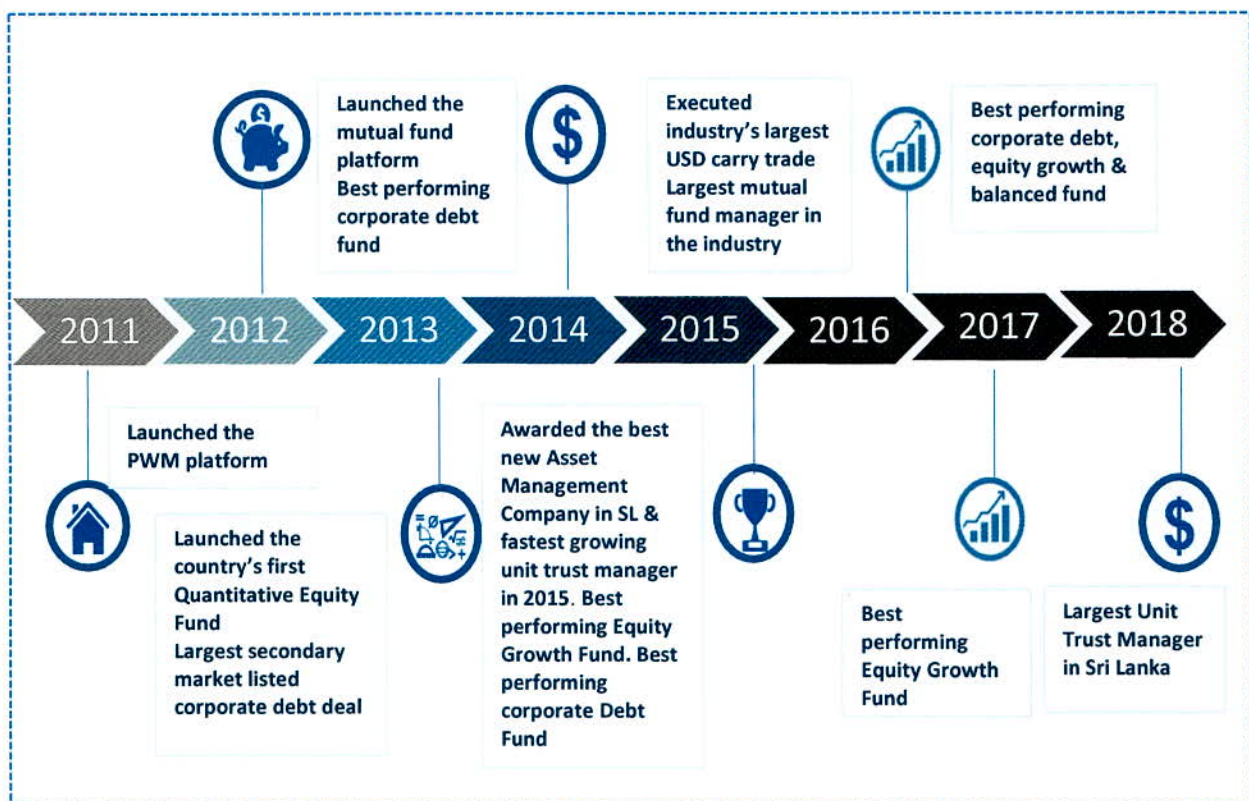 Launched the
mutual fund
platform
Best performing
corporate debt
fund
Executed
industry's largest
USD carry trade
Largest mutual
fund manager in
the industry
Best performing
corporate debt,
equity growth &
balanced fund
2011
2012
2013
2014
2015
2016
2017
2018
Launched the
PWM platform
Launched the
country's first
Quantitative Equity
Fund
Largest secondary
market listed
corporate debt deal
Awarded the best
new Asset
Management
Company in SL &
fastest growing
unit trust manager
in 2015. Best
performing Equity
Growth Fund. Best
performing
corporate Debt
Fund
Best
performing
Equity Growth
Fund
Largest Unit
Trust Manager
in Sri Lanka